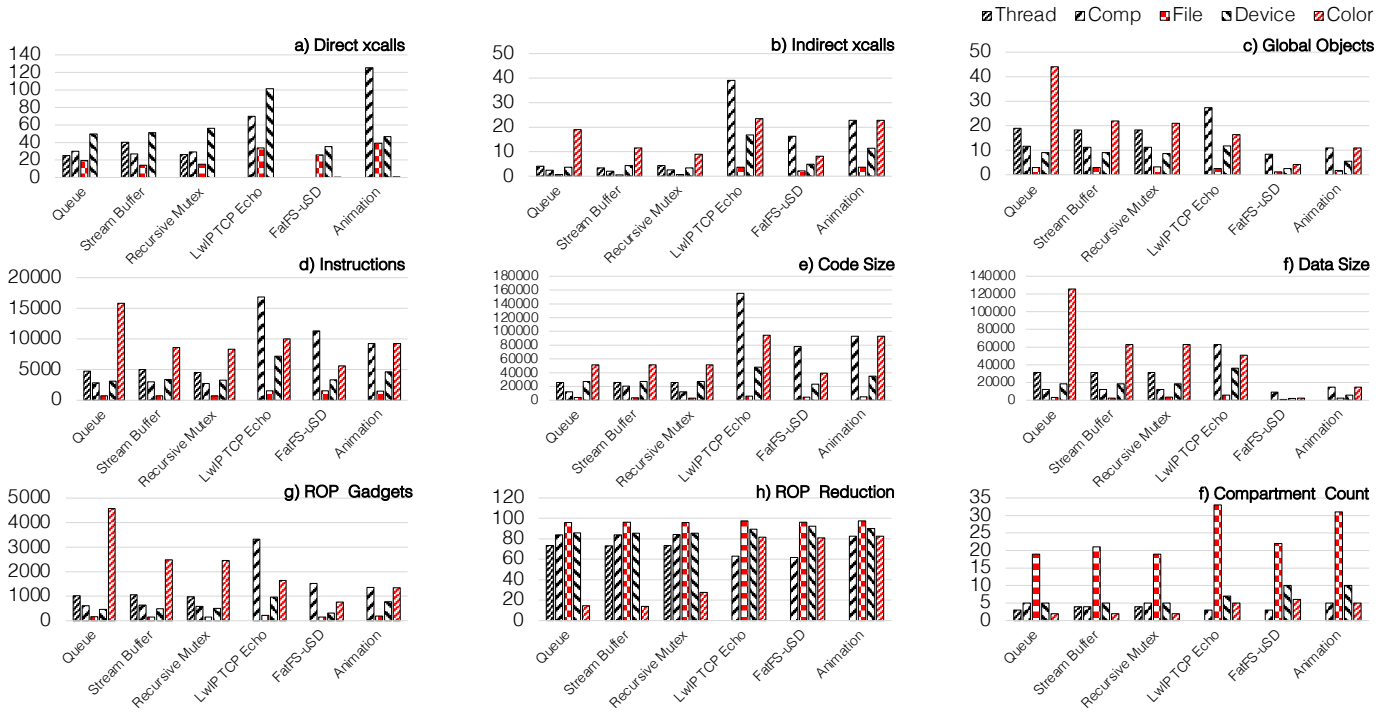 Thread Comp File Device Color
a) Direct xcalls
140
120
100
80
60
40
20
0
Queue
Stream Buffer
Recursive Mutex
LwIP TCP Echo
FatFS-uSD
Animation
b) Indirect xcalls
50
40
30
20
10
0
Queue
Stream Buffer
Recursive Mutex
LwIP TCP Echo
FatFS-uSD
Animation
c) Global Objects
50
40
30
20
10
0
Queue
Stream Buffer
Recursive Mutex
LwIP TCP Echo
FatFS-uSD
Animation
d) Instructions
20000
15000
10000
5000
0
Queue
Stream Buffer
Recursive Mutex
LwIP TCP Echo
FatFS-uSD
Animation
e) Code Size
180000
160000
140000
120000
100000
80000
60000
40000
20000
0
Queue
Stream Buffer
Recursive Mutex
LwIP TCP Echo
FatFS-uSD
Animation
f) Data Size
140000
120000
100000
80000
60000
40000
20000
0
Queue
Stream Buffer
Recursive Mutex
LwIP TCP Echo
FatFS-uSD
Animation
g) ROP Gadgets
5000
4000
3000
2000
1000
0
Queue
Stream Buffer
Recursive Mutex
LwIP TCP Echo
FatFS-uSD
Animation
h) ROP Reduction
120
100
80
60
40
20
0
Queue
Stream Buffer
Recursive Mutex
LwIP TCP Echo
FatFS-uSD
Animation
f) Compartment Count
35
30
25
20
15
10
5
0
Queue
Stream Buffer
Recursive Mutex
LwIP TCP Echo
FatFS-uSD
Animation